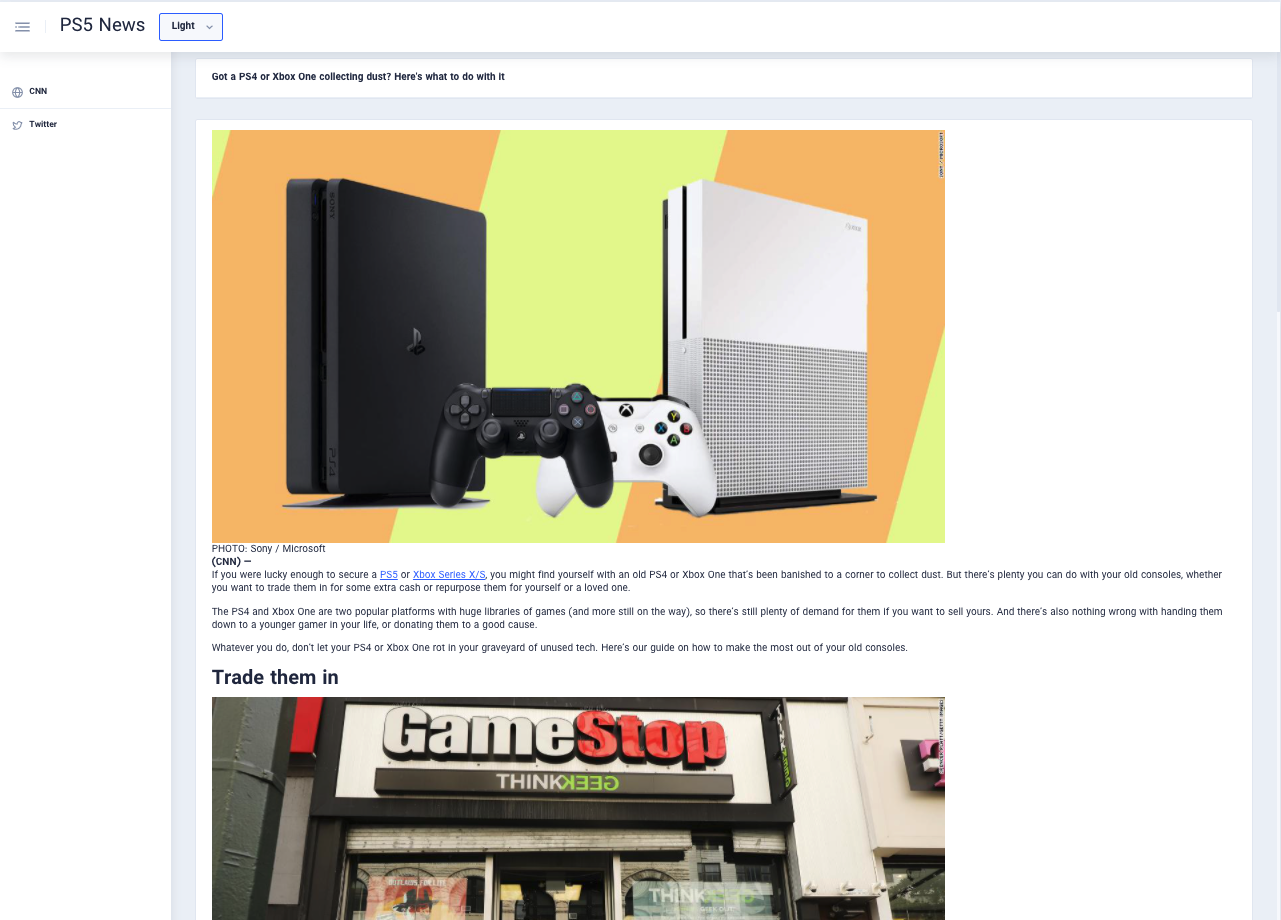 PS5 News
Light
CNN
Twitter
Got a PS4 or Xbox One collecting dust? Here's what to do with it
SONY
PS4
Y
X
B
A
PHOTO: Sony / Microsoft
(CNN) —
If you were lucky enough to secure a PS5 or Xbox Series X/S, you might find yourself with an old PS4 or Xbox One that's been banished to a corner to collect dust. But there's plenty you can do with your old consoles, whether
you want to trade them in for some extra cash or repurpose them for yourself or a loved one.
The PS4 and Xbox One are two popular platforms with huge libraries of games (and more still on the way), so there's still plenty of demand for them if you want to sell yours. And there's also nothing wrong with handing them
down to a younger gamer in your life, or donating them to a good cause.
Whatever you do, don't let your PS4 or Xbox One rot in your graveyard of unused tech. Here's our guide on how to make the most out of your old consoles.
Trade them in
GameStop
THINKGEEK
THINKGEEK